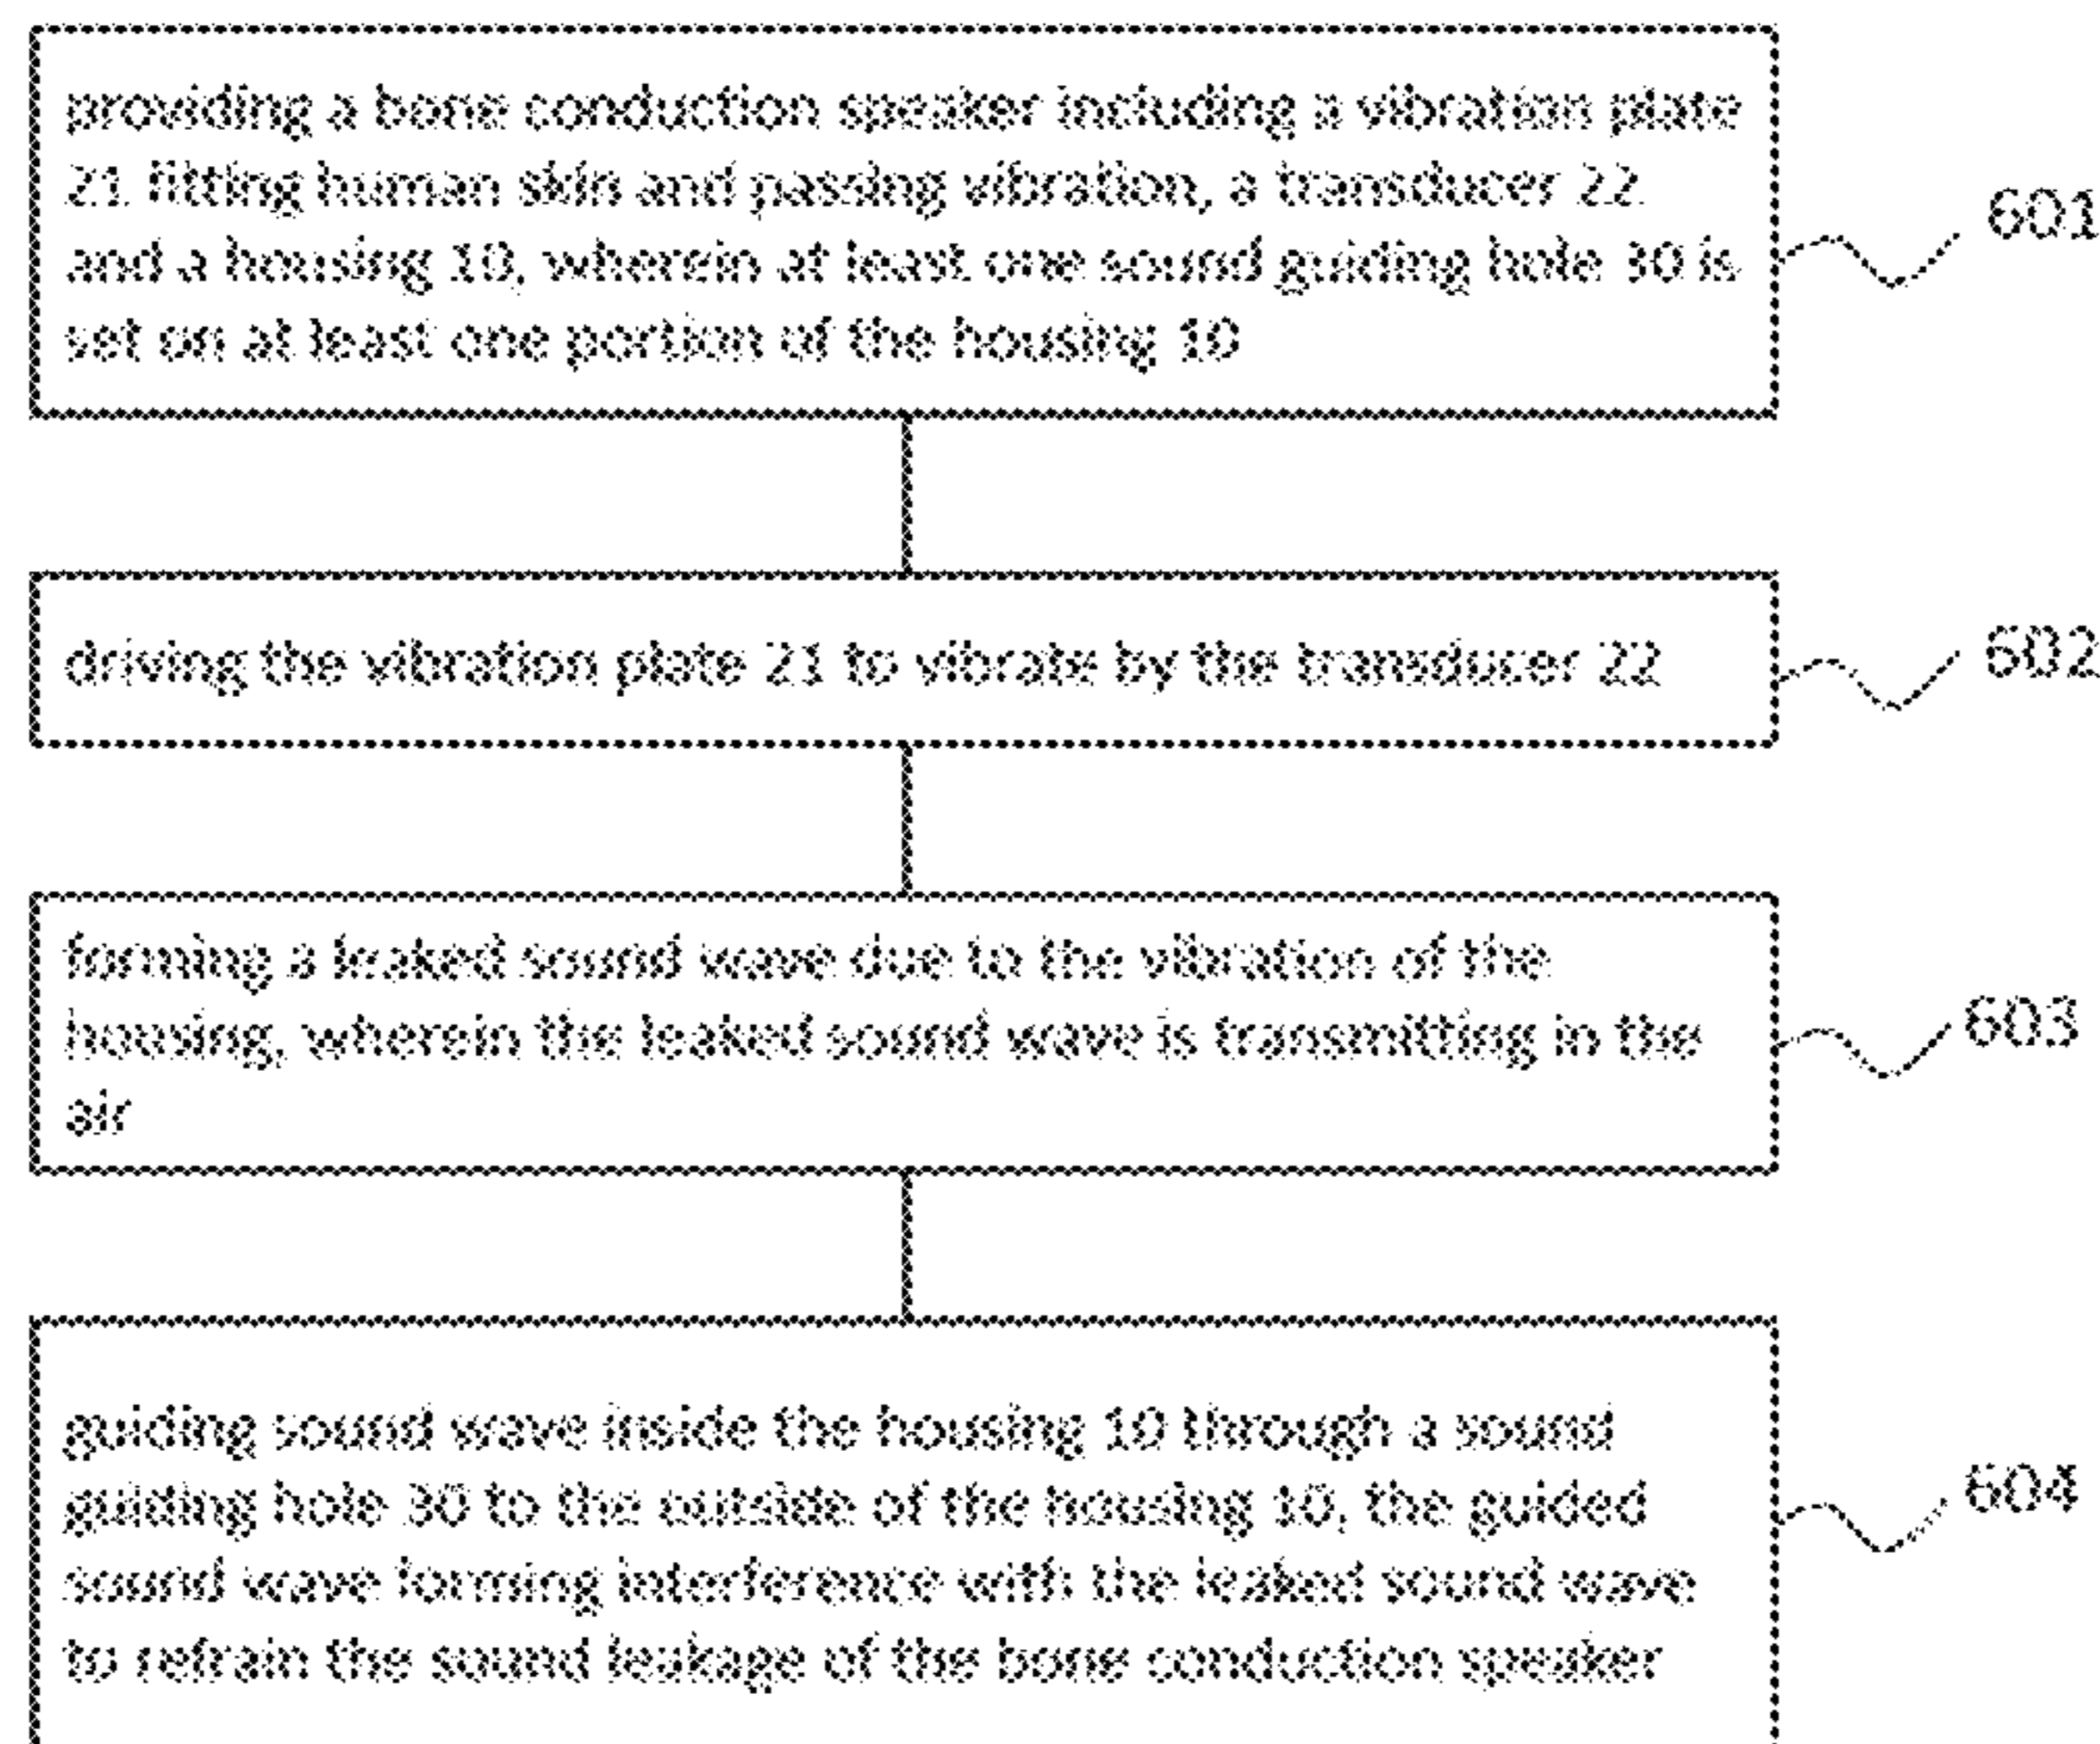 providing a bone conduction speaker including a vibration plate
21 fitting human skin and passing vibration, a transducer 22
and a housing 10, wherein at least one sound guiding hole 30 is
set on at least one portion of the housing 10
601
driving the vibration plate 21 to vibrate by the transducer 22
602
forming a leaked sound wave due to the vibration of the
housing, wherein the leaked sound wave is transmitting in the
air
603
guiding sound wave inside the housing 10 through a sound
guiding hole 30 to the outside of the housing 10, the guided
sound wave forming interference with the leaked sound wave
to refrain the sound leakage of the bone conduction speaker
604